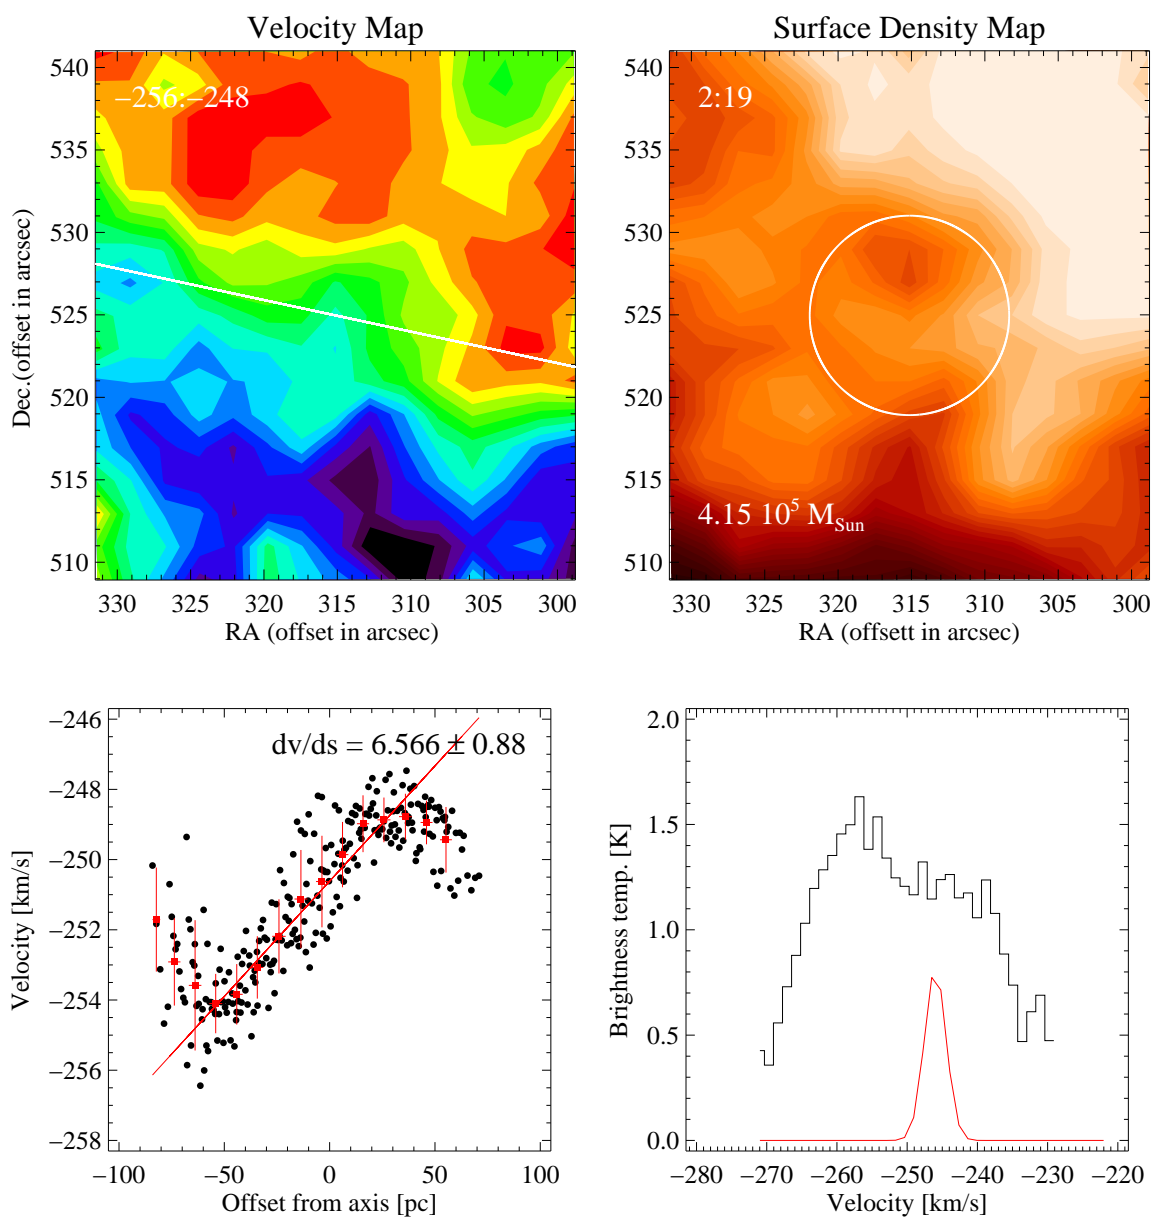 Velocity Map
−256:−248
540
535
530
525
520
515
510
Dec.(offset in arcsec)
330 325 320 315 310 305 300
RA (offset in arcsec)
Surface Density Map
2:19
4.15 10⁵ M_Sun
540
535
530
525
520
515
510
330 325 320 315 310 305 300
RA (offsett in arcsec)
dv/ds = 6.566 ± 0.88
−246
−248
−250
−252
−254
−256
−258
Velocity [km/s]
−100 −50 0 50 100
Offset from axis [pc]
2.0
1.5
1.0
0.5
0.0
Brightness temp. [K]
−280 −270 −260 −250 −240 −230 −220
Velocity [km/s]